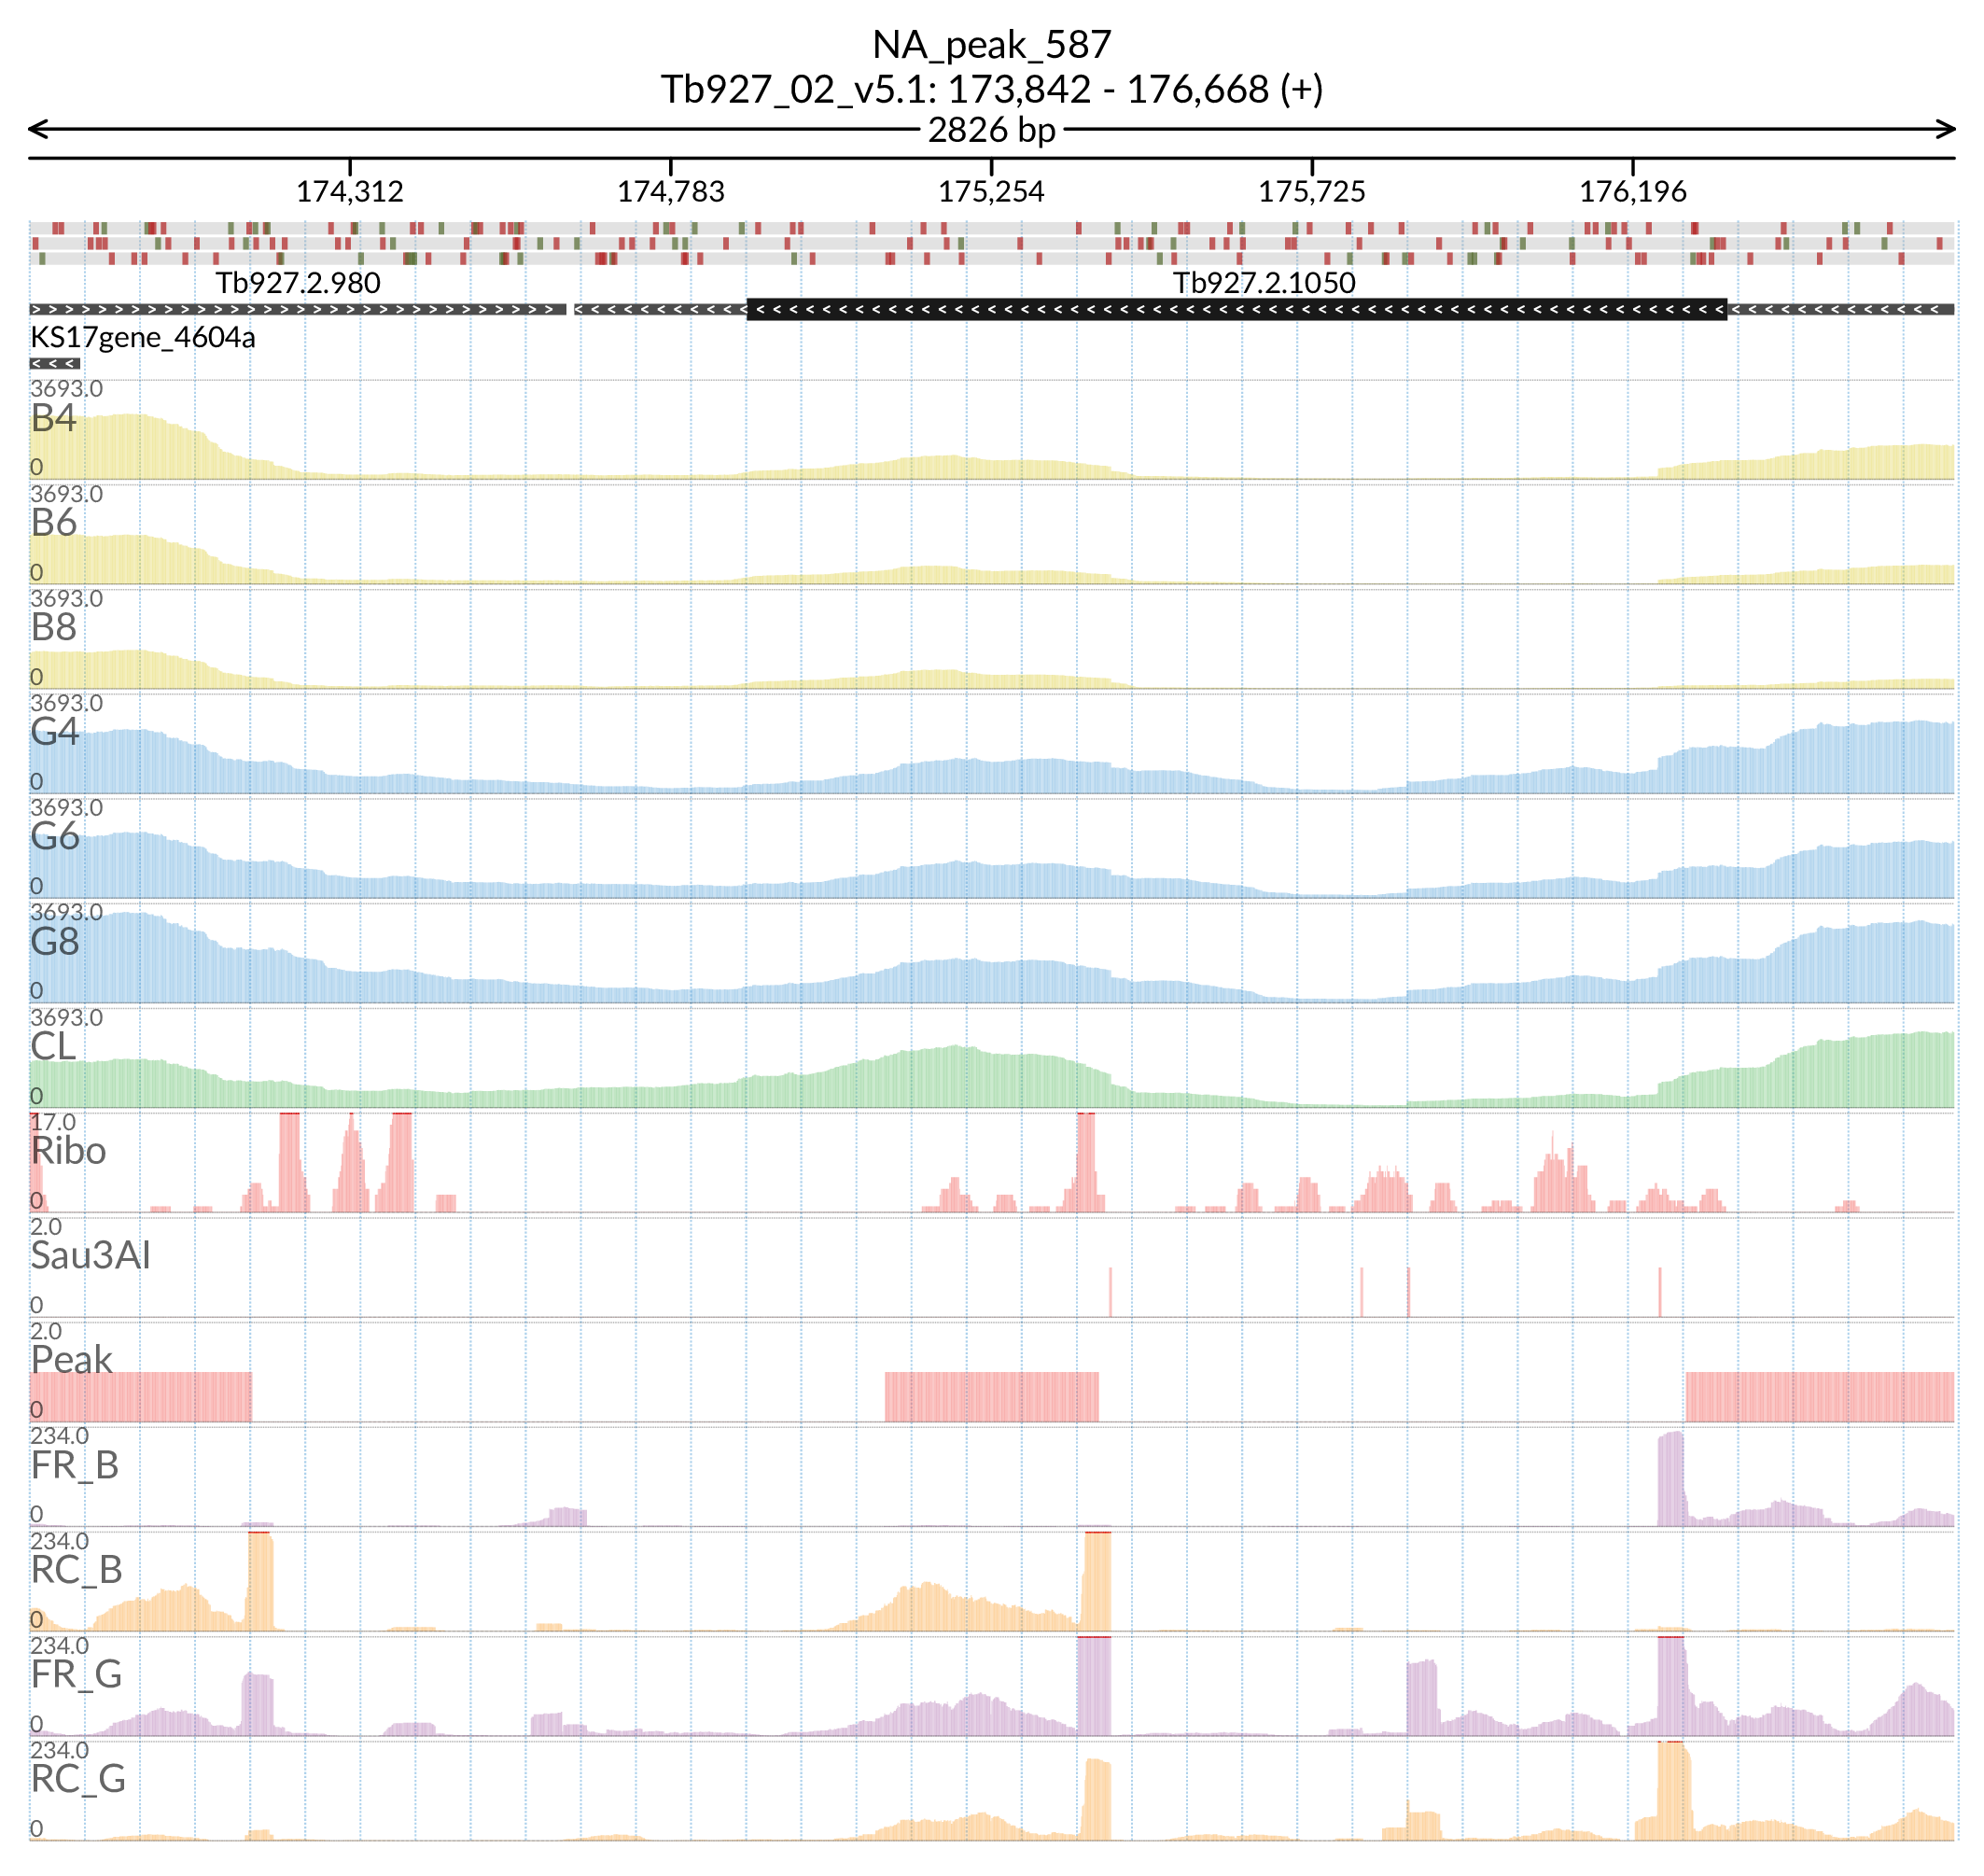 NA_peak_587
Tb927_02_v5.1: 173,842 - 176,668 (+)
2826 bp
174,312 174,783 175,254 175,725 176,196
Tb927.2.980 Tb927.2.1050
KS17gene_4604a
3693.0
B4
0
3693.0
B6
0
3693.0
B8
0
3693.0
G4
0
3693.0
G6
0
3693.0
G8
0
3693.0
CL
0
17.0
Ribo
0
2.0
Sau3AI
0
2.0
Peak
0
234.0
FR_B
0
234.0
RC_B
0
234.0
FR_G
0
234.0
RC_G
0